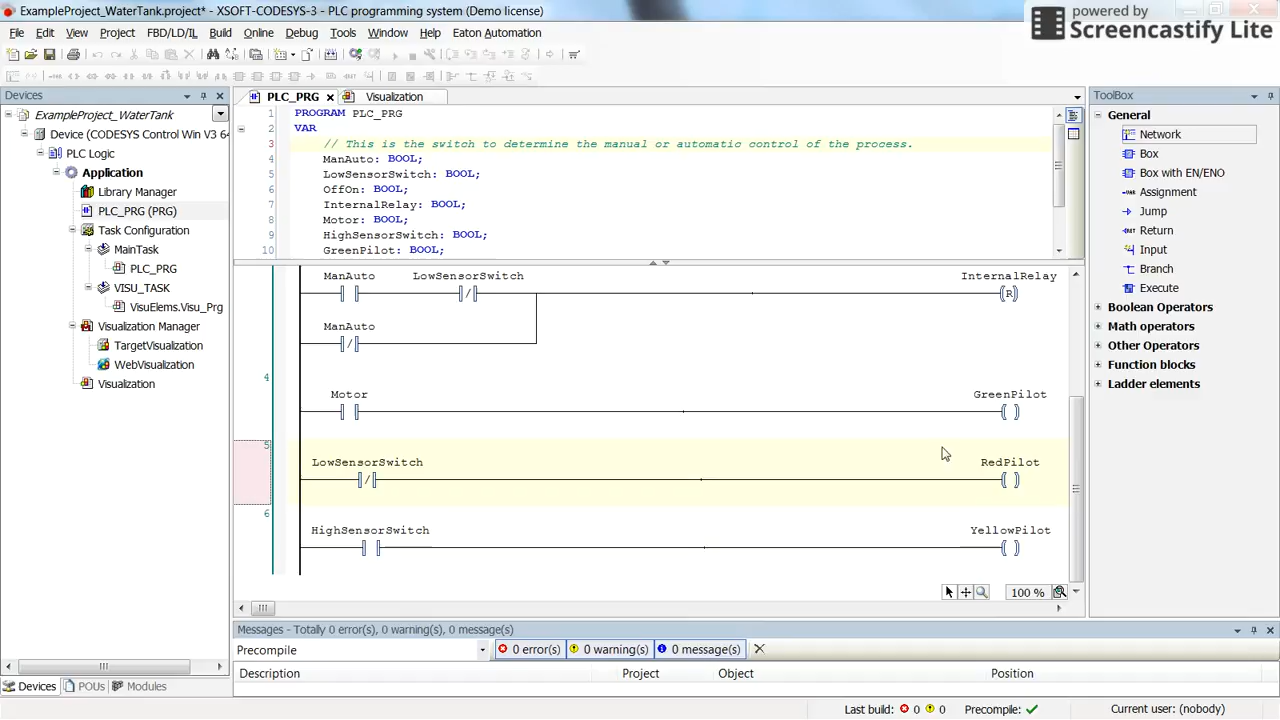 ExampleProject_WaterTank.project* - XSOFT-CODESYS-3 - PLC programming system (Demo license)
powered by
Screencastify Lite
File Edit View Project FBD/LD/IL Build Online Debug Tools Window Help Eaton Automation
Devices
ExampleProject_WaterTank
Device (CODESYS Control Win V3 64
PLC Logic
Application
Library Manager
PLC_PRG (PRG)
Task Configuration
MainTask
PLC_PRG
VISU_TASK
VisuElems.Visu_Prg
Visualization Manager
TargetVisualization
WebVisualization
Visualization
Devices POUs Modules
PLC_PRG Visualization
1 PROGRAM PLC_PRG
2 VAR
3 // This is the switch to determine the manual or automatic control of the process.
4 ManAuto: BOOL;
5 LowSensorSwitch: BOOL;
6 OffOn: BOOL;
7 InternalRelay: BOOL;
8 Motor: BOOL;
9 HighSensorSwitch: BOOL;
10 GreenPilot: BOOL;
ManAuto LowSensorSwitch InternalRelay
/ R
ManAuto
/
4
Motor GreenPilot
5
LowSensorSwitch RedPilot
/
6
HighSensorSwitch YellowPilot
100 %
ToolBox
General
Network
Box
Box with EN/ENO
Assignment
Jump
Return
Input
Branch
Execute
Boolean Operators
Math operators
Other Operators
Function blocks
Ladder elements
Messages - Totally 0 error(s), 0 warning(s), 0 message(s)
Precompile 0 error(s) 0 warning(s) 0 message(s)
Description Project Object Position
Last build: 0 0 Precompile: Current user: (nobody)